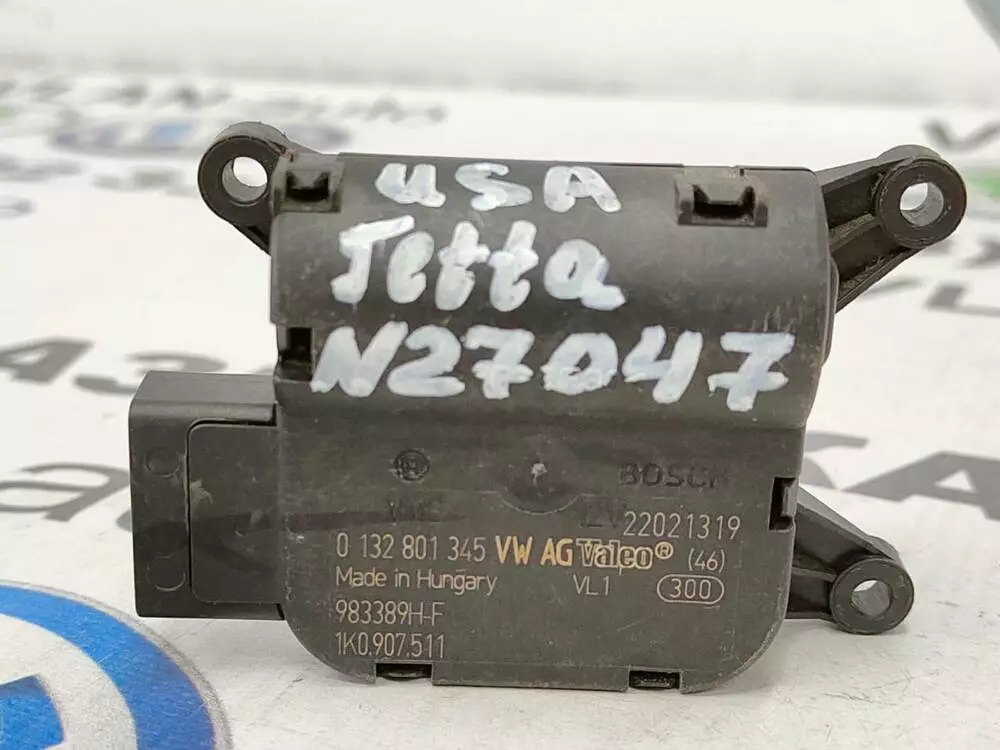 USA
Jetta
N27047
BOSCH
12V 22021319
0 132 801 345 VW AG Valeo® (46)
Made in Hungary VL1 300
983389H-F
1K0.907.511